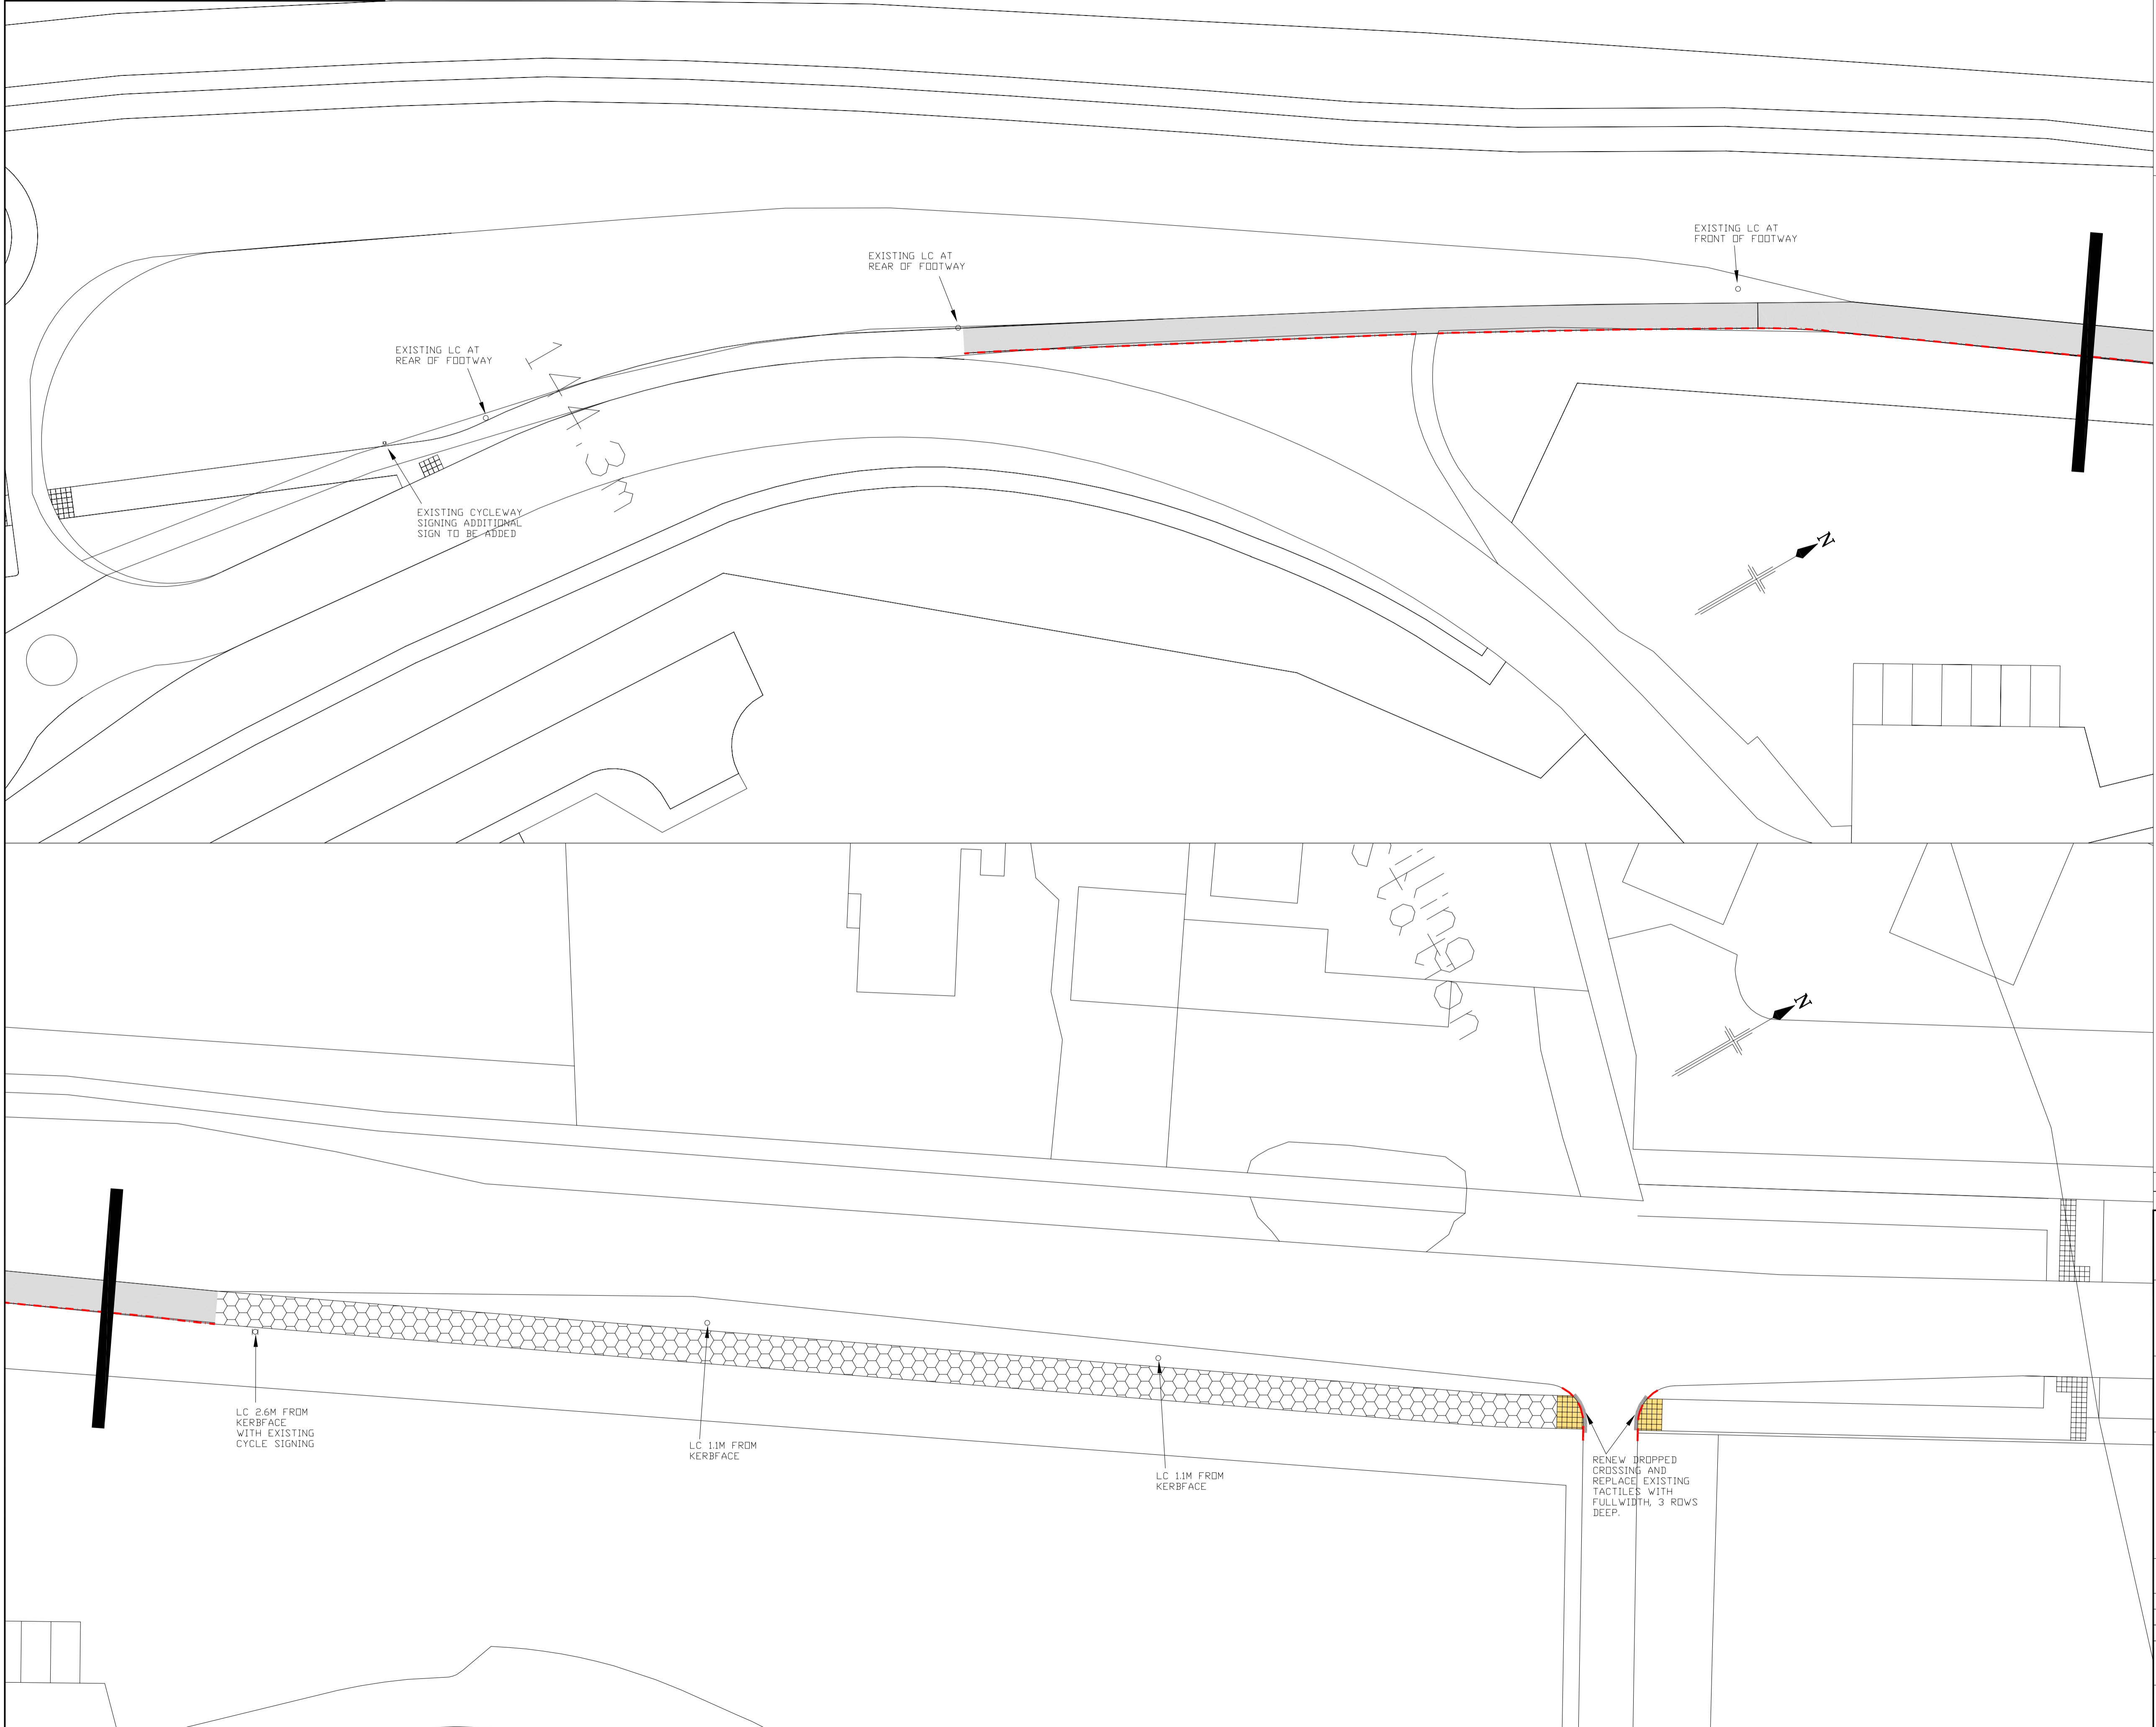 EXISTING LC AT
FRONT OF FOOTWAY
EXISTING LC AT
REAR OF FOOTWAY
EXISTING LC AT
REAR OF FOOTWAY
EXISTING CYCLEWAY
SIGNING ADDITIONAL
SIGN TO BE ADDED
N
N
LC 2.6M FROM
KERBFACE
WITH EXISTING
CYCLE SIGNING
LC 1.1M FROM
KERBFACE
LC 1.1M FROM
KERBFACE
RENEW DROPPED
CROSSING AND
REPLACE EXISTING
TACTILES WITH
FULLWIDTH, 3 ROWS
DEEP.